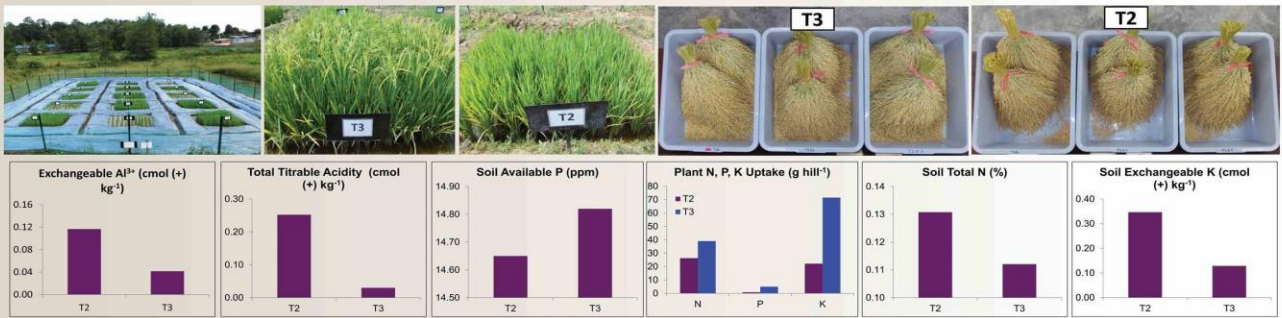 T3
T2
T3
T2
Exchangeable Al³⁺ (cmol (+)
kg⁻¹)
0.16
0.12
0.08
0.04
0.00
T2 T3
Total Titrable Acidity (cmol
(+) kg⁻¹)
0.30
0.20
0.10
0.00
T2 T3
Soil Available P (ppm)
14.90
14.80
14.70
14.60
14.50
T2 T3
Plant N, P, K Uptake (g hill⁻¹)
80
70
60
50
40
30
20
10
0
T2
T3
N P K
Soil Total N (%)
0.14
0.13
0.12
0.11
0.10
T2 T3
Soil Exchangeable K (cmol
(+) kg⁻¹)
0.40
0.30
0.20
0.10
0.00
T2 T3